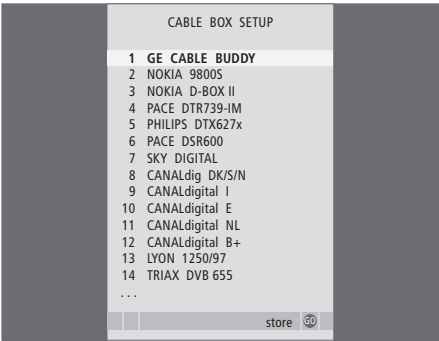 CABLE BOX SETUP
1 GE CABLE BUDDY
2 NOKIA 9800S
3 NOKIA D-BOX II
4 PACE DTR739-IM
5 PHILIPS DTX627x
6 PACE DSR600
7 SKY DIGITAL
8 CANALdig DK/S/N
9 CANALdigital I
10 CANALdigital E
11 CANALdigital NL
12 CANALdigital B+
13 LYON 1250/97
14 TRIAX DVB 655
...
store GO